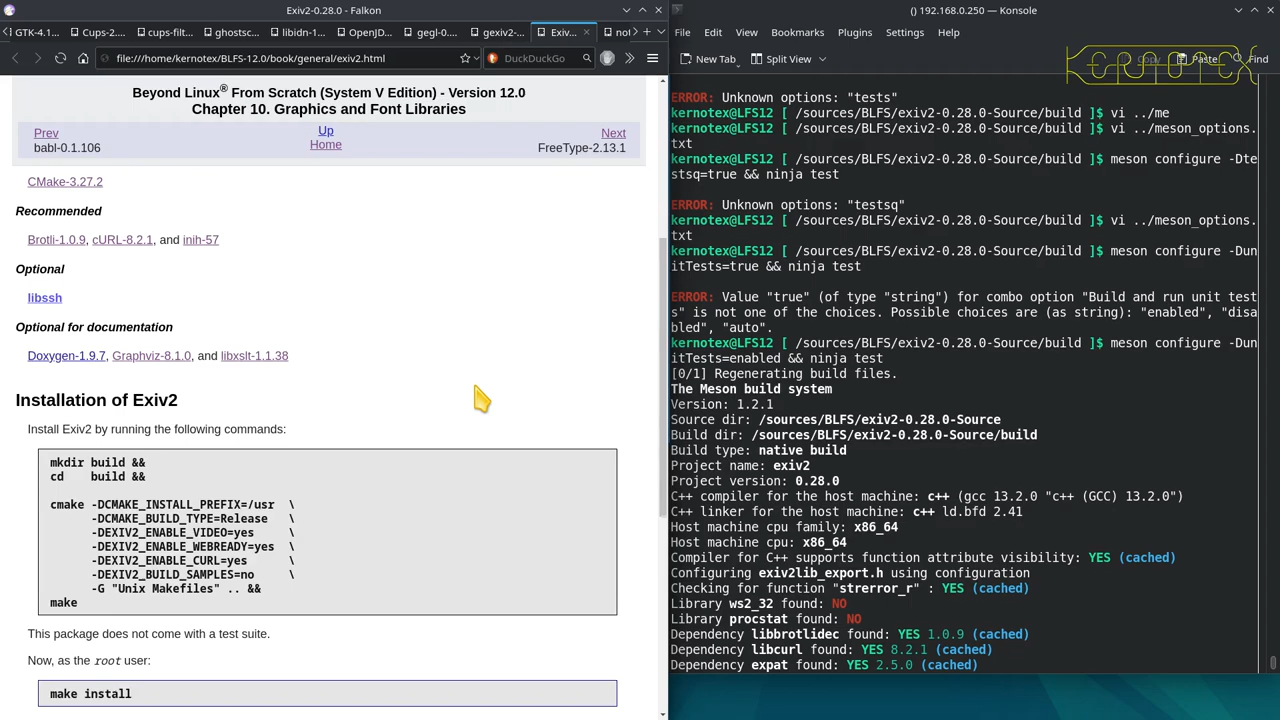 Exiv2-0.28.0 - Falkon
GTK-4.1...
Cups-2....
cups-filt...
ghostsc...
libidn-1...
OpenJD...
gegl-0....
gexiv2-...
Exiv...
not
file:///home/kernotex/BLFS-12.0/book/general/exiv2.html
DuckDuckGo
Beyond Linux® From Scratch (System V Edition) - Version 12.0
Chapter 10. Graphics and Font Libraries
Prev
Up
Next
babl-0.1.106
Home
FreeType-2.13.1
CMake-3.27.2
Recommended
Brotli-1.0.9, cURL-8.2.1, and inih-57
Optional
libssh
Optional for documentation
Doxygen-1.9.7, Graphviz-8.1.0, and libxslt-1.1.38
Installation of Exiv2
Install Exiv2 by running the following commands:
mkdir build &&
cd    build &&
cmake -DCMAKE_INSTALL_PREFIX=/usr  \
-DCMAKE_BUILD_TYPE=Release   \
-DEXIV2_ENABLE_VIDEO=yes     \
-DEXIV2_ENABLE_WEBREADY=yes  \
-DEXIV2_ENABLE_CURL=yes      \
-DEXIV2_BUILD_SAMPLES=no     \
-G "Unix Makefiles" .. &&
make
This package does not come with a test suite.
Now, as the root user:
make install
() 192.168.0.250 — Konsole
File Edit View Bookmarks Plugins Settings Help
New Tab
Split View
Copy
Paste
Find
KERNOTEX
ERROR: Unknown options: "tests"
kernotex@LFS12 [ /sources/BLFS/exiv2-0.28.0-Source/build ]$ vi ../me
kernotex@LFS12 [ /sources/BLFS/exiv2-0.28.0-Source/build ]$ vi ../meson_options.
txt
kernotex@LFS12 [ /sources/BLFS/exiv2-0.28.0-Source/build ]$ meson configure -Dte
stsq=true && ninja test
ERROR: Unknown options: "testsq"
kernotex@LFS12 [ /sources/BLFS/exiv2-0.28.0-Source/build ]$ vi ../meson_options.
txt
kernotex@LFS12 [ /sources/BLFS/exiv2-0.28.0-Source/build ]$ meson configure -Dun
itTests=true && ninja test
ERROR: Value "true" (of type "string") for combo option "Build and run unit test
s" is not one of the choices. Possible choices are (as string): "enabled", "disa
bled", "auto".
kernotex@LFS12 [ /sources/BLFS/exiv2-0.28.0-Source/build ]$ meson configure -Dun
itTests=enabled && ninja test
[0/1] Regenerating build files.
The Meson build system
Version: 1.2.1
Source dir: /sources/BLFS/exiv2-0.28.0-Source
Build dir: /sources/BLFS/exiv2-0.28.0-Source/build
Build type: native build
Project name: exiv2
Project version: 0.28.0
C++ compiler for the host machine: c++ (gcc 13.2.0 "c++ (GCC) 13.2.0")
C++ linker for the host machine: c++ ld.bfd 2.41
Host machine cpu family: x86_64
Host machine cpu: x86_64
Compiler for C++ supports function attribute visibility: YES (cached)
Configuring exiv2lib_export.h using configuration
Checking for function "strerror_r" : YES (cached)
Library ws2_32 found: NO
Library procstat found: NO
Dependency libbrotlidec found: YES 1.0.9 (cached)
Dependency libcurl found: YES 8.2.1 (cached)
Dependency expat found: YES 2.5.0 (cached)